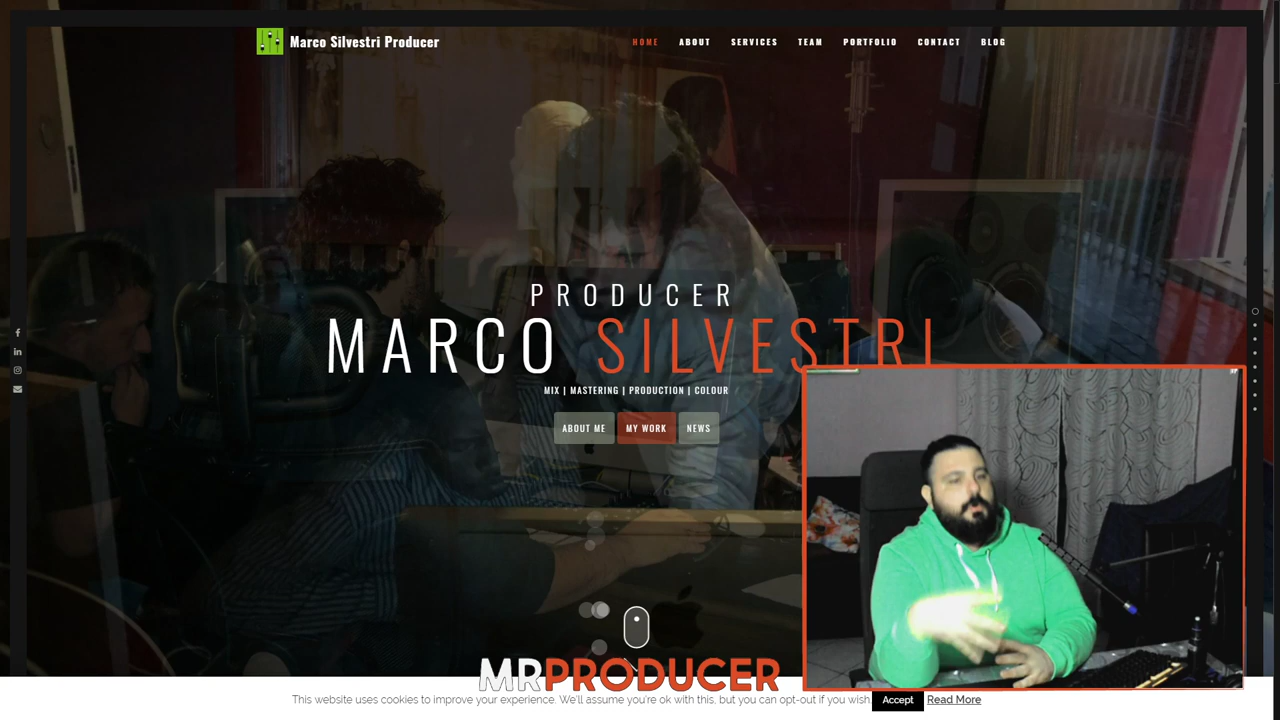 Marco Silvestri Producer
HOME ABOUT SERVICES TEAM PORTFOLIO CONTACT BLOG
PRODUCER
MARCO SILVESTRI
MIX | MASTERING | PRODUCTION | COLOUR
ABOUT ME MY WORK NEWS
MRPRODUCER
This website uses cookies to improve your experience. We'll assume you're ok with this, but you can opt-out if you wish. Accept Read More